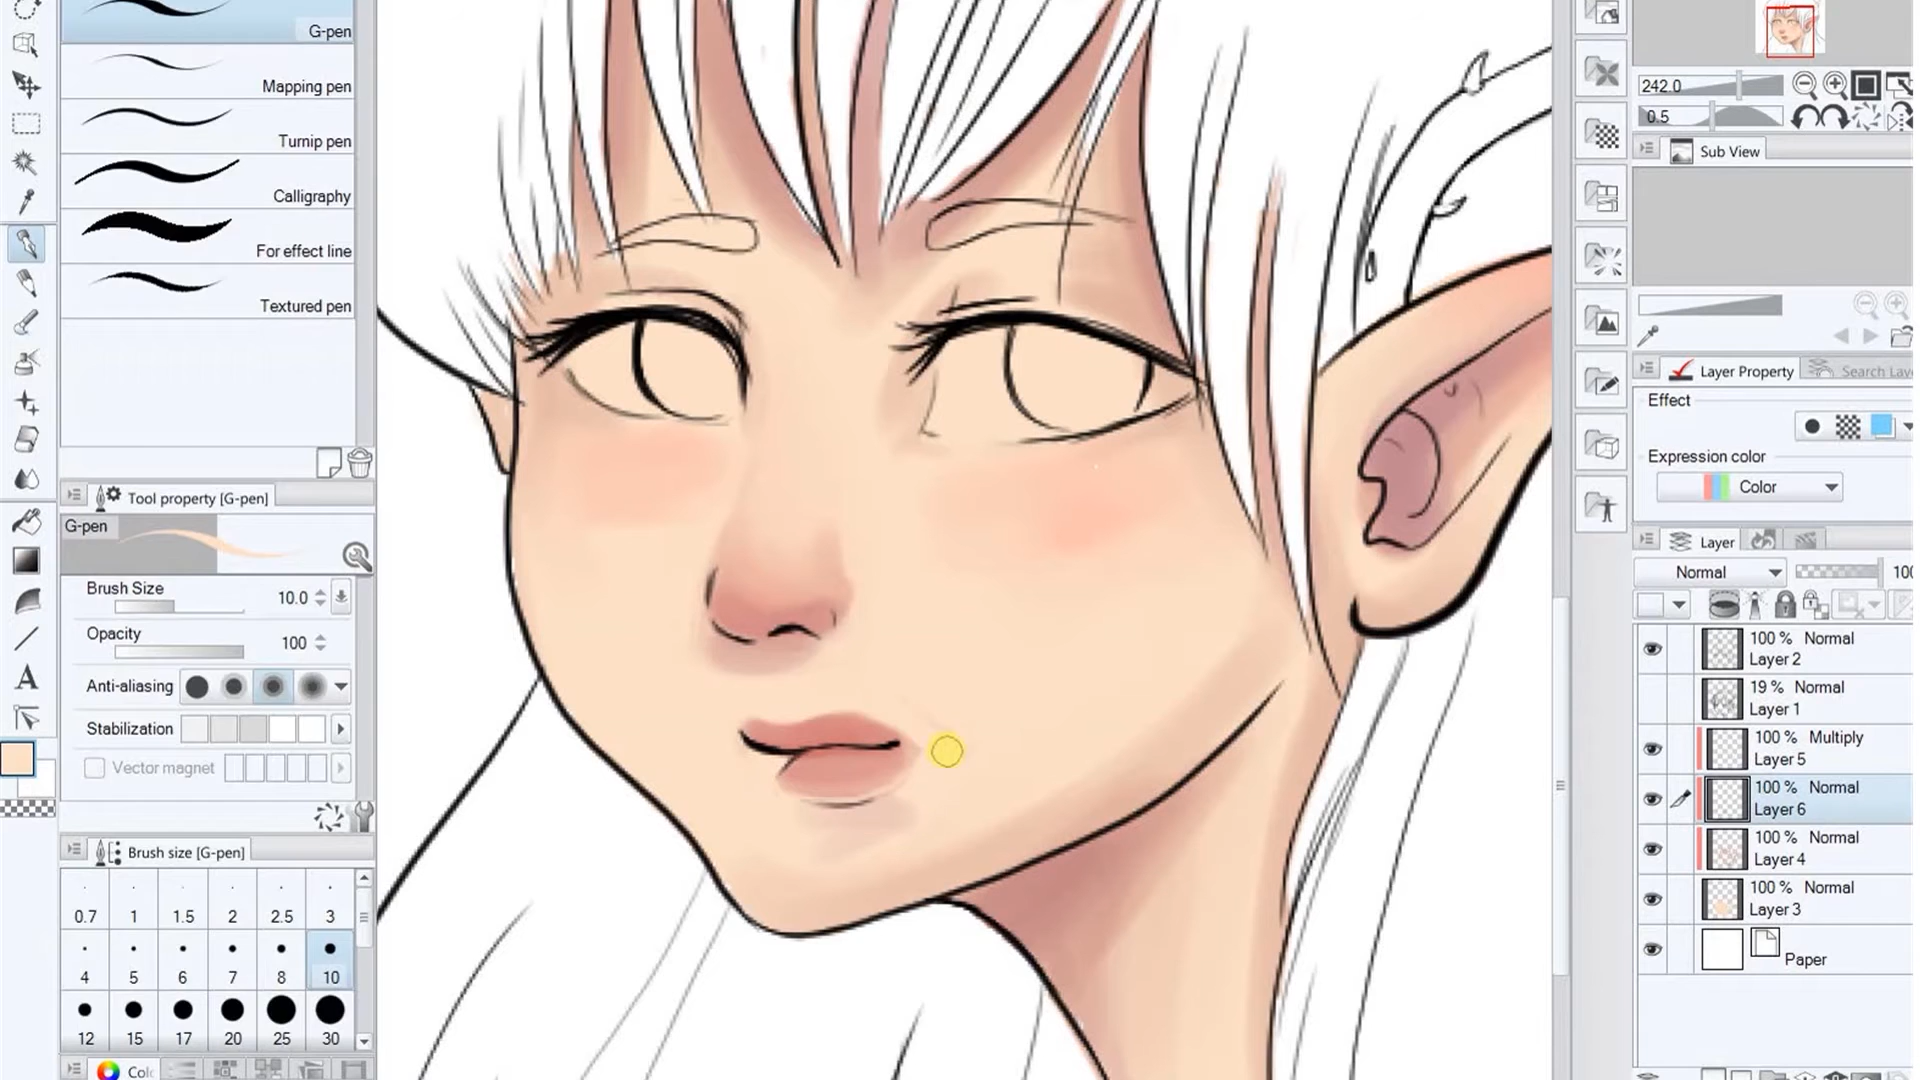 G-pen
Mapping pen
Turnip pen
Calligraphy
For effect line
Textured pen
Tool property [G-pen]
G-pen
Brush Size 10.0
Opacity 100
Anti-aliasing
Stabilization
Vector magnet
Brush size [G-pen]
0.7 1 1.5 2 2.5 3
4 5 6 7 8 10
12 15 17 20 25 30
242.0
0.5
Sub View
Layer Property
Search Lay
Effect
Expression color
Color
Layer
Normal 100
100 % Normal
Layer 2
19 % Normal
Layer 1
100 % Multiply
Layer 5
100 % Normal
Layer 6
100 % Normal
Layer 4
100 % Normal
Layer 3
Paper